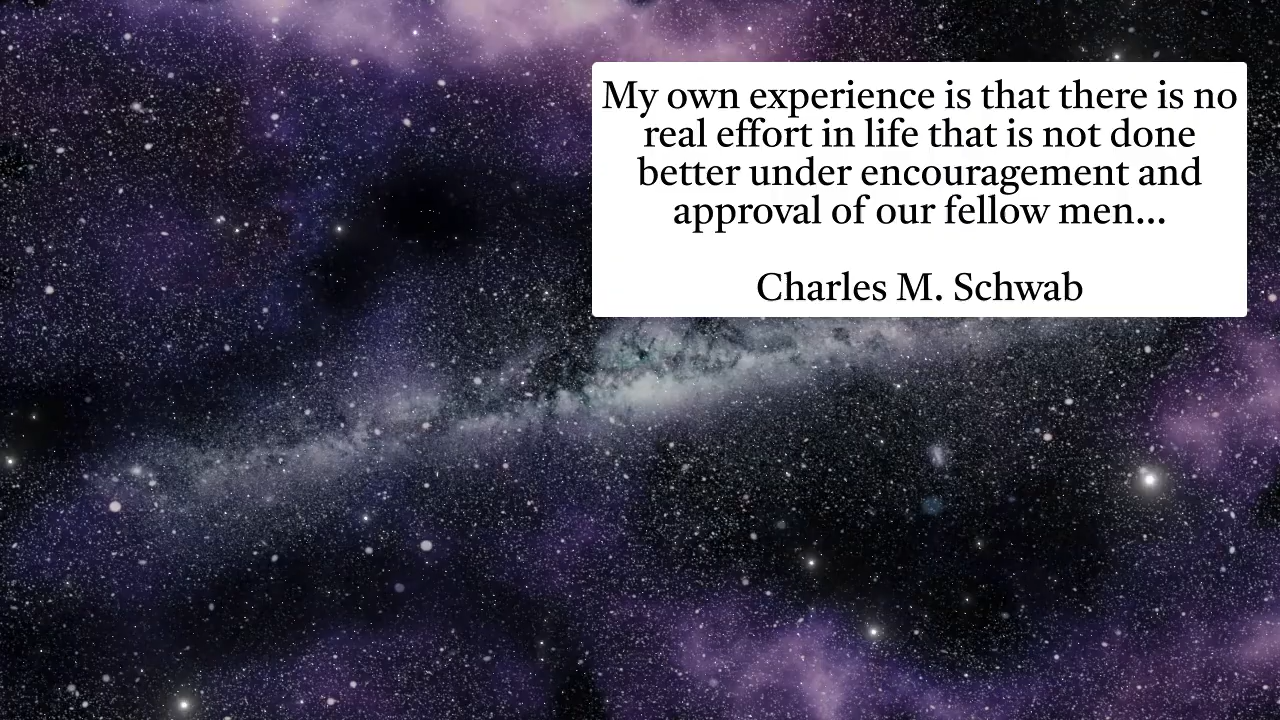 My own experience is that there is no
real effort in life that is not done
better under encouragement and
approval of our fellow men...
Charles M. Schwab